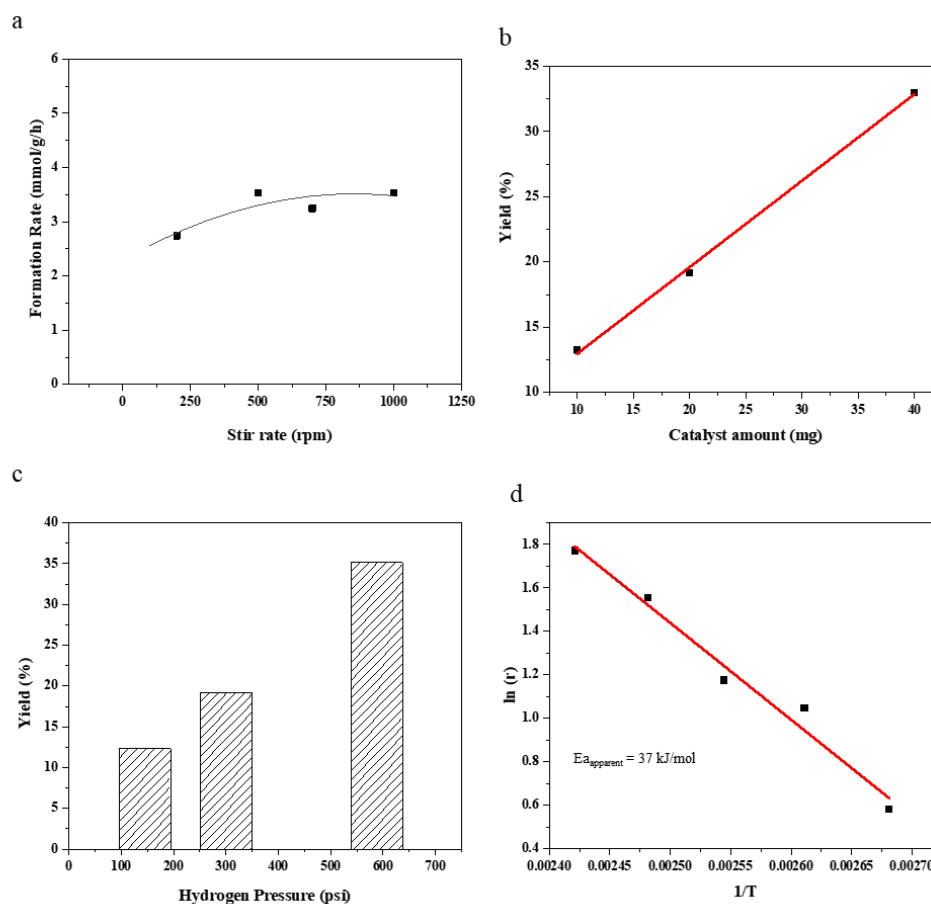 a
6
5
4
3
2
1
0
Formation Rate (mmol/g/h)
0 250 500 750 1000 1250
Stir rate (rpm)
b
35
30
25
20
15
10
Yield (%)
10 15 20 25 30 35 40
Catalyst amount (mg)
c
40
35
30
25
20
15
10
5
0
Yield (%)
0 100 200 300 400 500 600 700
Hydrogen Pressure (psi)
d
1.8
1.6
1.4
1.2
1.0
0.8
0.6
0.4
ln (r)
Ea apparent = 37 kJ/mol
0.00240 0.00245 0.00250 0.00255 0.00260 0.00265 0.00270
1/T